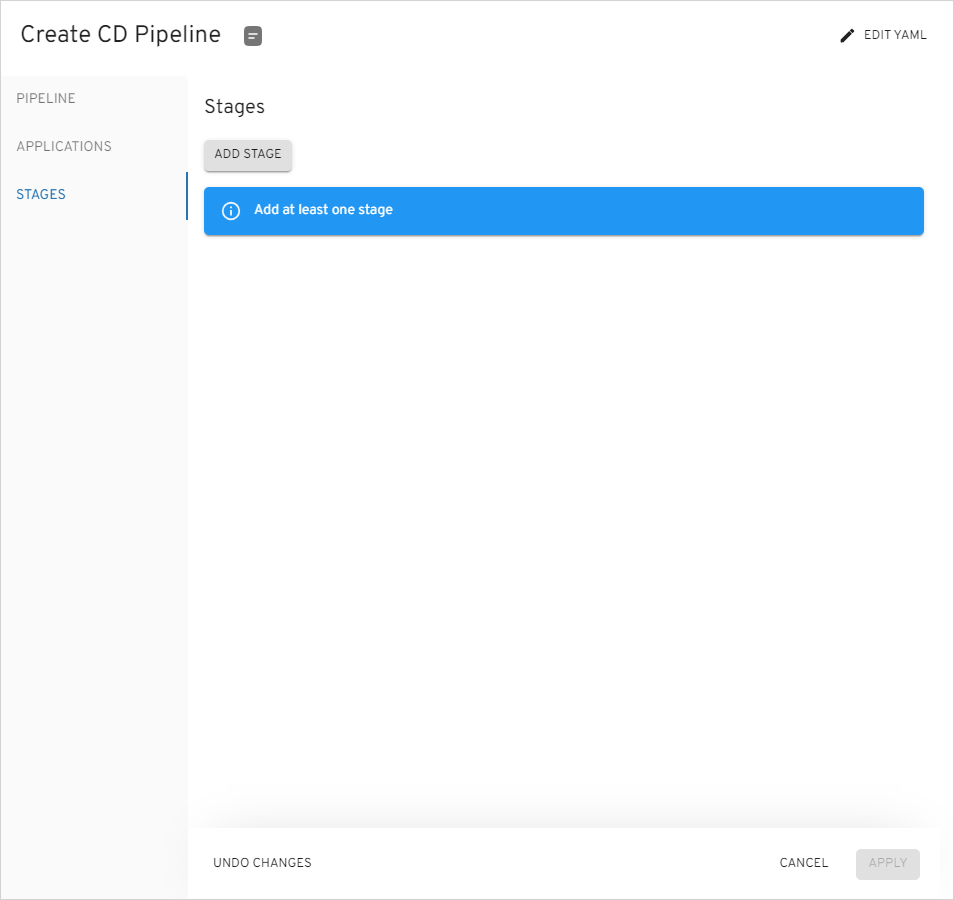 Create CD Pipeline
EDIT YAML
PIPELINE
APPLICATIONS
STAGES
Stages
ADD STAGE
Add at least one stage
UNDO CHANGES
CANCEL
APPLY